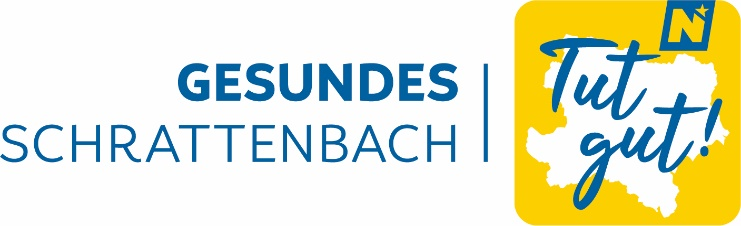 GESUNDES
SCHRATTENBACH
N
Tut
gut!